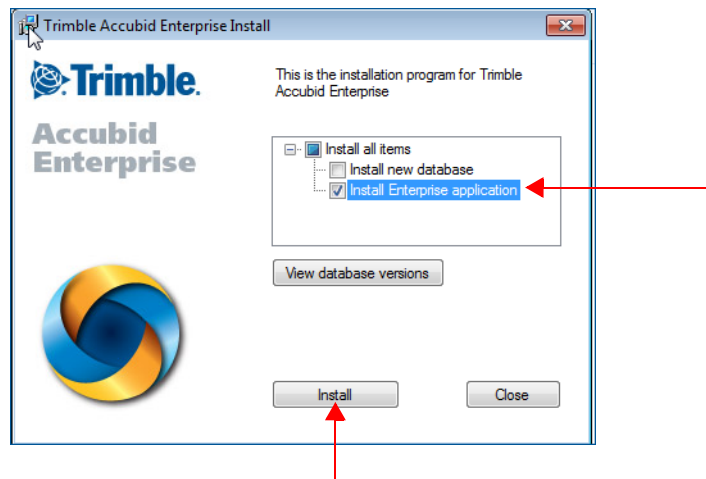 Trimble Accubid Enterprise Install
Trimble.
This is the installation program for Trimble
Accubid Enterprise
Accubid
Enterprise
Install all items
Install new database
Install Enterprise application
View database versions
Install
Close